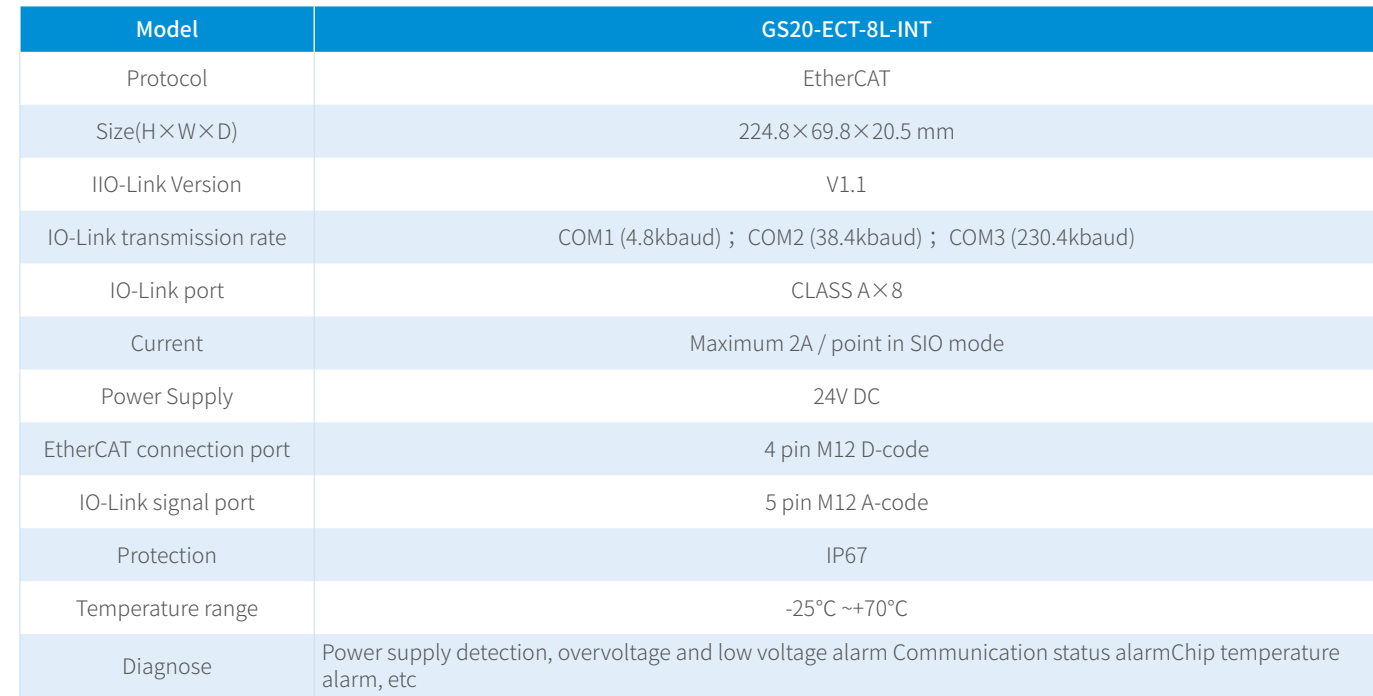 Model GS20-ECT-8L-INT
Protocol EtherCAT
Size(H×W×D) 224.8×69.8×20.5 mm
IIO-Link Version V1.1
IO-Link transmission rate COM1 (4.8kbaud)；COM2 (38.4kbaud)；COM3 (230.4kbaud)
IO-Link port CLASS A×8
Current Maximum 2A / point in SIO mode
Power Supply 24V DC
EtherCAT connection port 4 pin M12 D-code
IO-Link signal port 5 pin M12 A-code
Protection IP67
Temperature range -25°C ~+70°C
Diagnose Power supply detection, overvoltage and low voltage alarm Communication status alarmChip temperature
alarm, etc